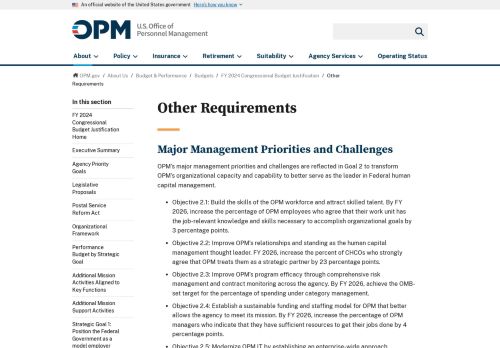 An official website of the United States government Here's how you know
OPM U.S. Office of
Personnel Management
About Policy Insurance Retirement Suitability Agency Services Operating Status
OPM.gov / About Us / Budget & Performance / Budgets / FY 2024 Congressional Budget Justification / Other
Requirements
In this section
FY 2024
Congressional
Budget Justification
Home
Executive Summary
Agency Priority
Goals
Legislative
Proposals
Postal Service
Reform Act
Organizational
Framework
Performance
Budget by Strategic
Goal
Additional Mission
Activities Aligned to
Key Functions
Additional Mission
Support Activities
Strategic Goal 1:
Position the Federal
Government as a
model employer
Other Requirements
Major Management Priorities and Challenges
OPM's major management priorities and challenges are reflected in Goal 2 to transform
OPM's organizational capacity and capability to better serve as the leader in Federal human
capital management.
• Objective 2.1: Build the skills of the OPM workforce and attract skilled talent. By FY
2026, increase the percentage of OPM employees who agree that their work unit has
the job-relevant knowledge and skills necessary to accomplish organizational goals by
3 percentage points.
• Objective 2.2: Improve OPM's relationships and standing as the human capital
management thought leader. FY 2026, increase the percent of CHCOs who strongly
agree that OPM treats them as a strategic partner by 23 percentage points.
• Objective 2.3: Improve OPM's program efficacy through comprehensive risk
management and contract monitoring across the agency. By FY 2026, achieve the OMB-
set target for the percentage of spending under category management.
• Objective 2.4: Establish a sustainable funding and staffing model for OPM that better
allows the agency to meet its mission. By FY 2026, increase the percentage of OPM
managers who indicate that they have sufficient resources to get their jobs done by 4
percentage points.
• Objective 2.5: Modernize OPM IT by establishing an enterprise-wide approach,